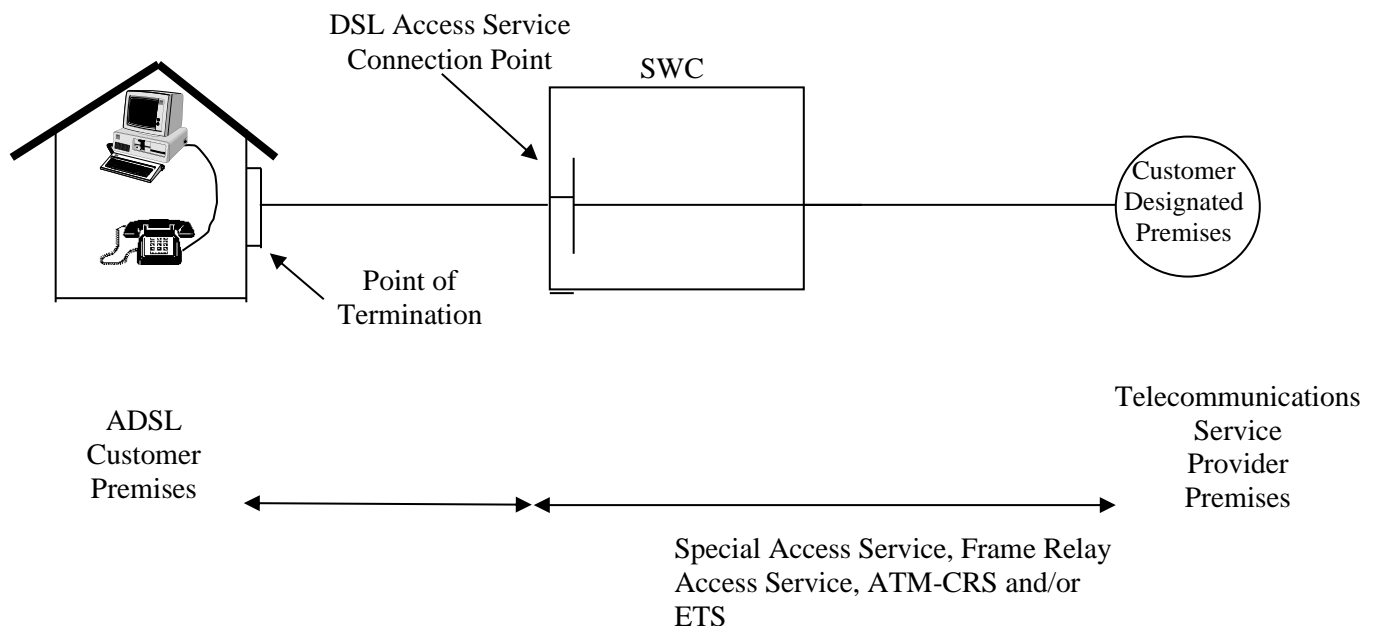 DSL Access Service
Connection Point
SWC
Customer
Designated
Premises
Point of
Termination
ADSL
Customer
Premises
Telecommunications
Service
Provider
Premises
Special Access Service, Frame Relay
Access Service, ATM-CRS and/or
ETS